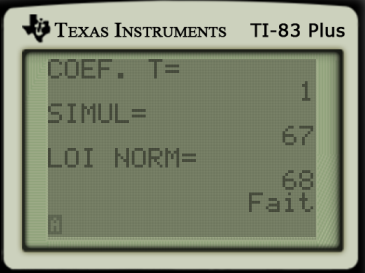 TEXAS INSTRUMENTS TI-83 Plus
COEF. T=
1
SIMUL=
67
LOI NORM=
68
Fait
A